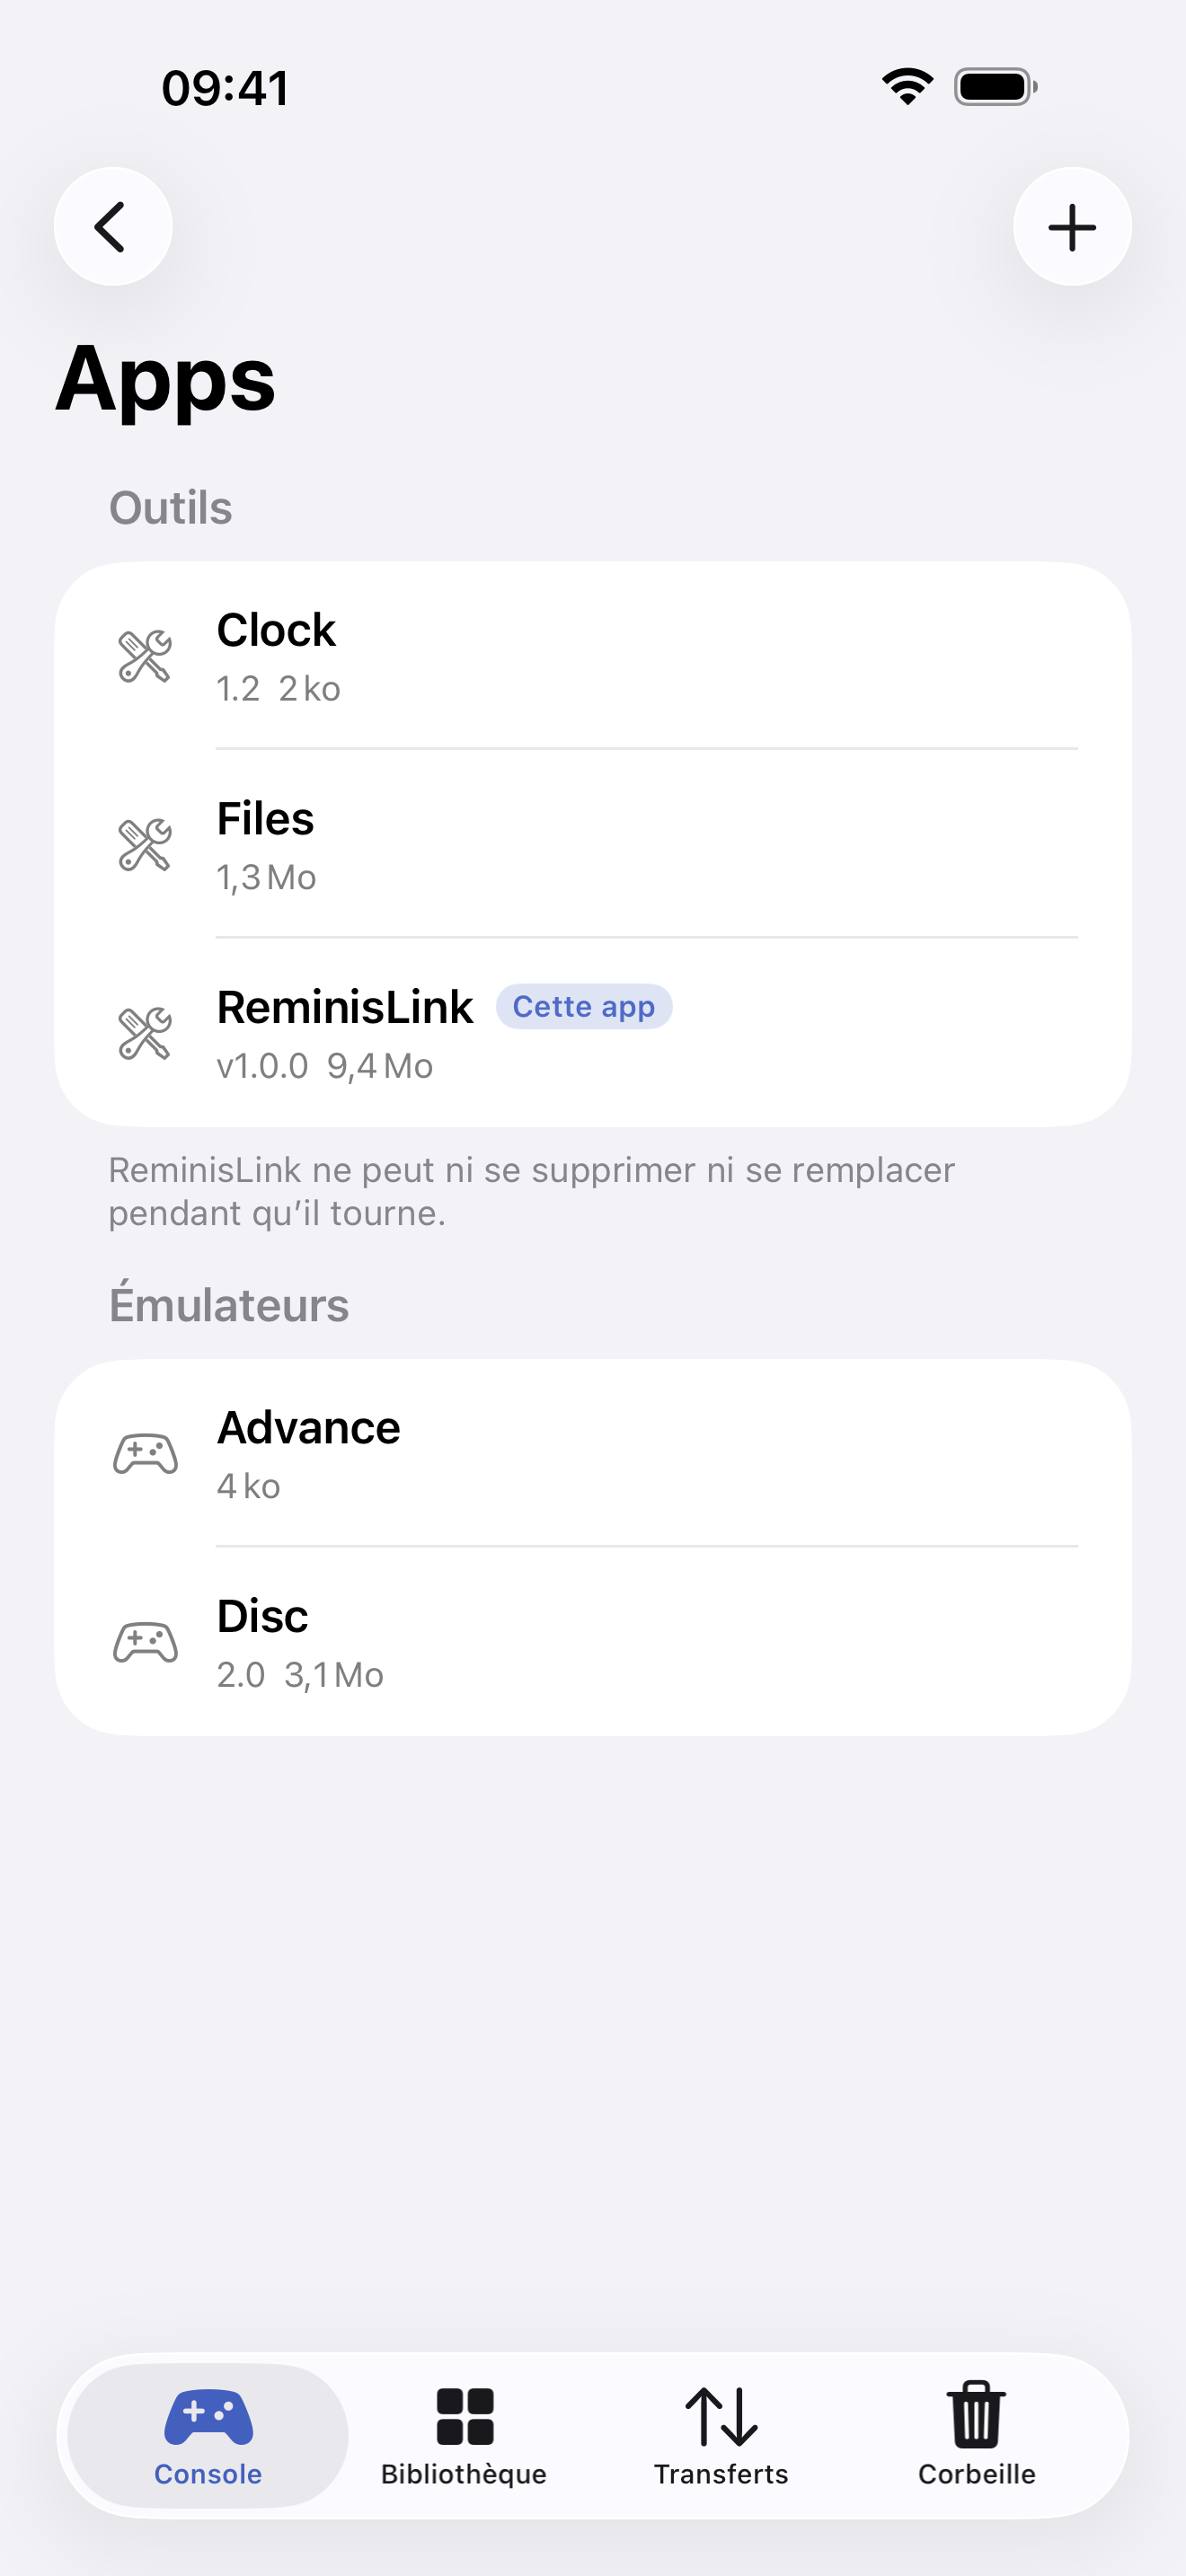 09:41
Apps
Outils
Clock
1.2 2 ko
Files
1,3 Mo
ReminisLink Cette app
v1.0.0 9,4 Mo
ReminisLink ne peut ni se supprimer ni se remplacer
pendant qu’il tourne.
Émulateurs
Advance
4 ko
Disc
2.0 3,1 Mo
Console Bibliothèque Transferts Corbeille